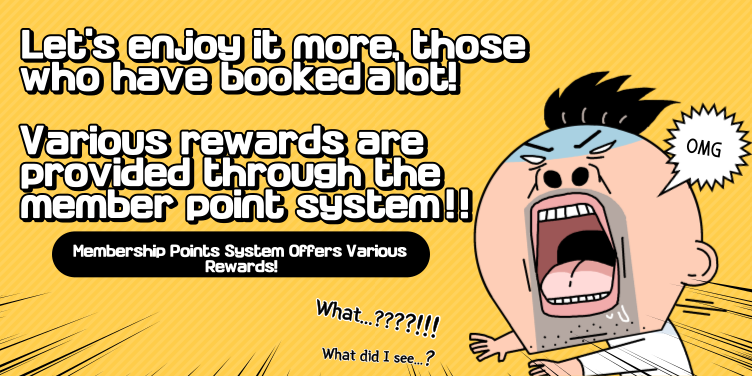 Let's enjoy it more, those
who have booked a lot!
Various rewards are
provided through the
member point system!!
Membership Points System Offers Various
Rewards!
OMG
What...????!!!
What did I see...?